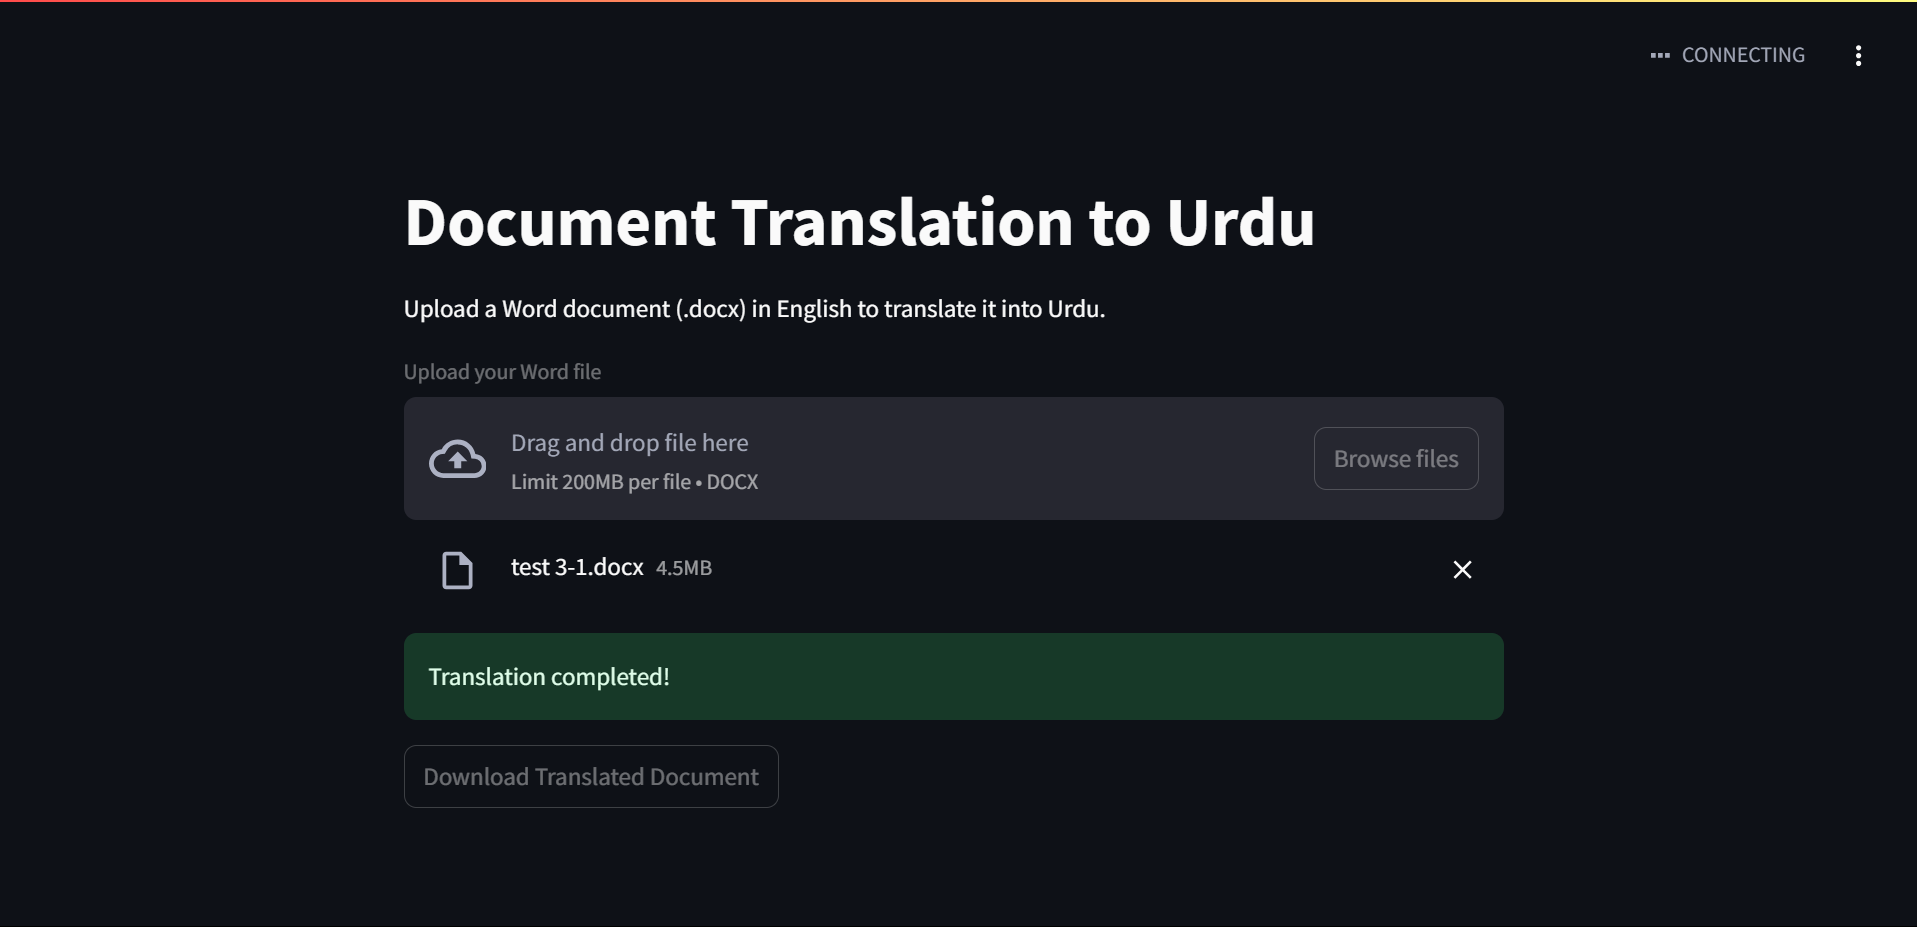 CONNECTING
Document Translation to Urdu
Upload a Word document (.docx) in English to translate it into Urdu.
Upload your Word file
Drag and drop file here
Limit 200MB per file • DOCX
Browse files
test 3-1.docx 4.5MB
Translation completed!
Download Translated Document